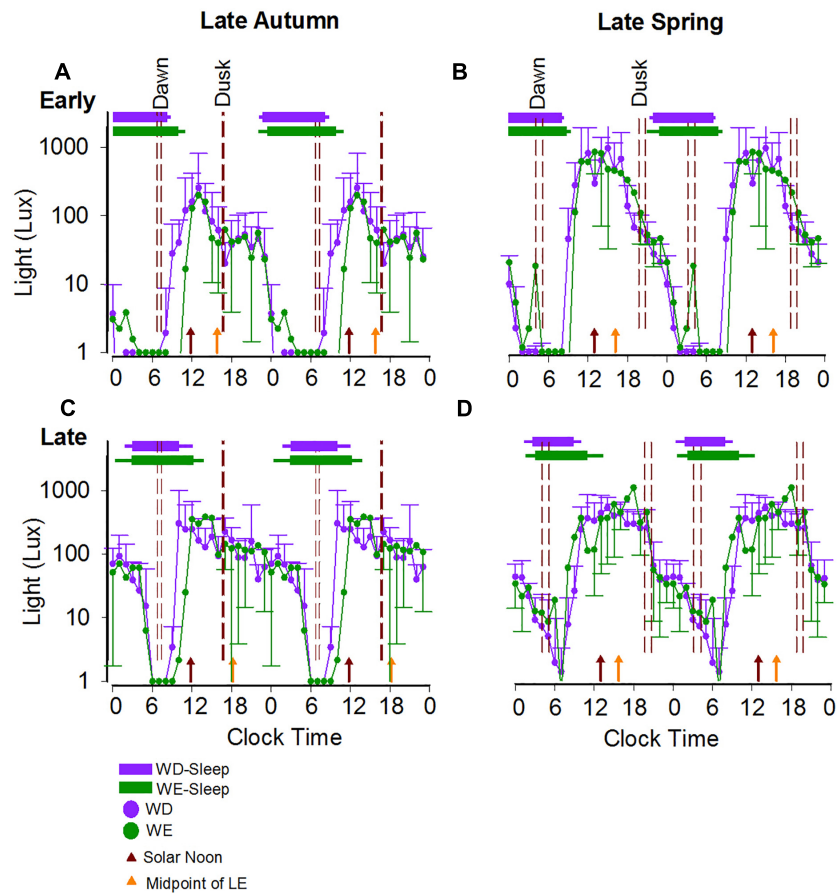 Late Autumn
Late Spring
A
B
Early
Dawn
Dusk
Dawn
Dusk
Light (Lux)
1000
100
10
1
0 6 12 18 0 6 12 18 0
0 6 12 18 0 6 12 18 0
C
D
Late
Light (Lux)
1000
100
10
1
0 6 12 18 0 6 12 18 0
0 6 12 18 0 6 12 18 0
Clock Time
Clock Time
WD-Sleep
WE-Sleep
WD
WE
Solar Noon
Midpoint of LE